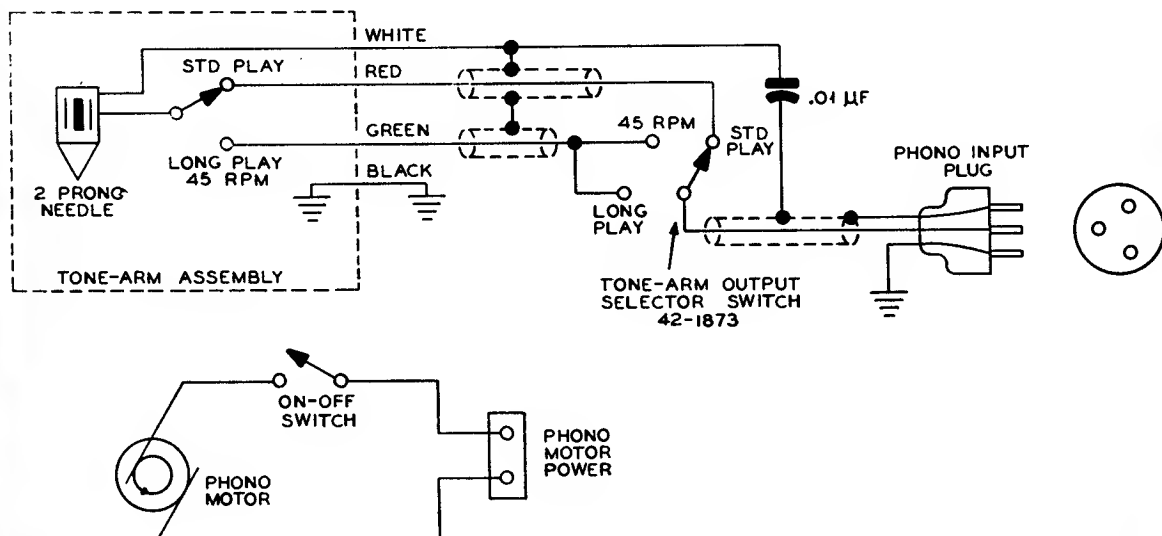 WHITE
STD PLAY
RED
.01 µF
45 RPM
STD
PLAY
GREEN
PHONO INPUT
PLUG
LONG PLAY
45 RPM
BLACK
2 PRONG
NEEDLE
LONG
PLAY
TONE-ARM ASSEMBLY
TONE-ARM OUTPUT
SELECTOR SWITCH
42-1873
ON-OFF
SWITCH
PHONO
MOTOR
POWER
PHONO
MOTOR